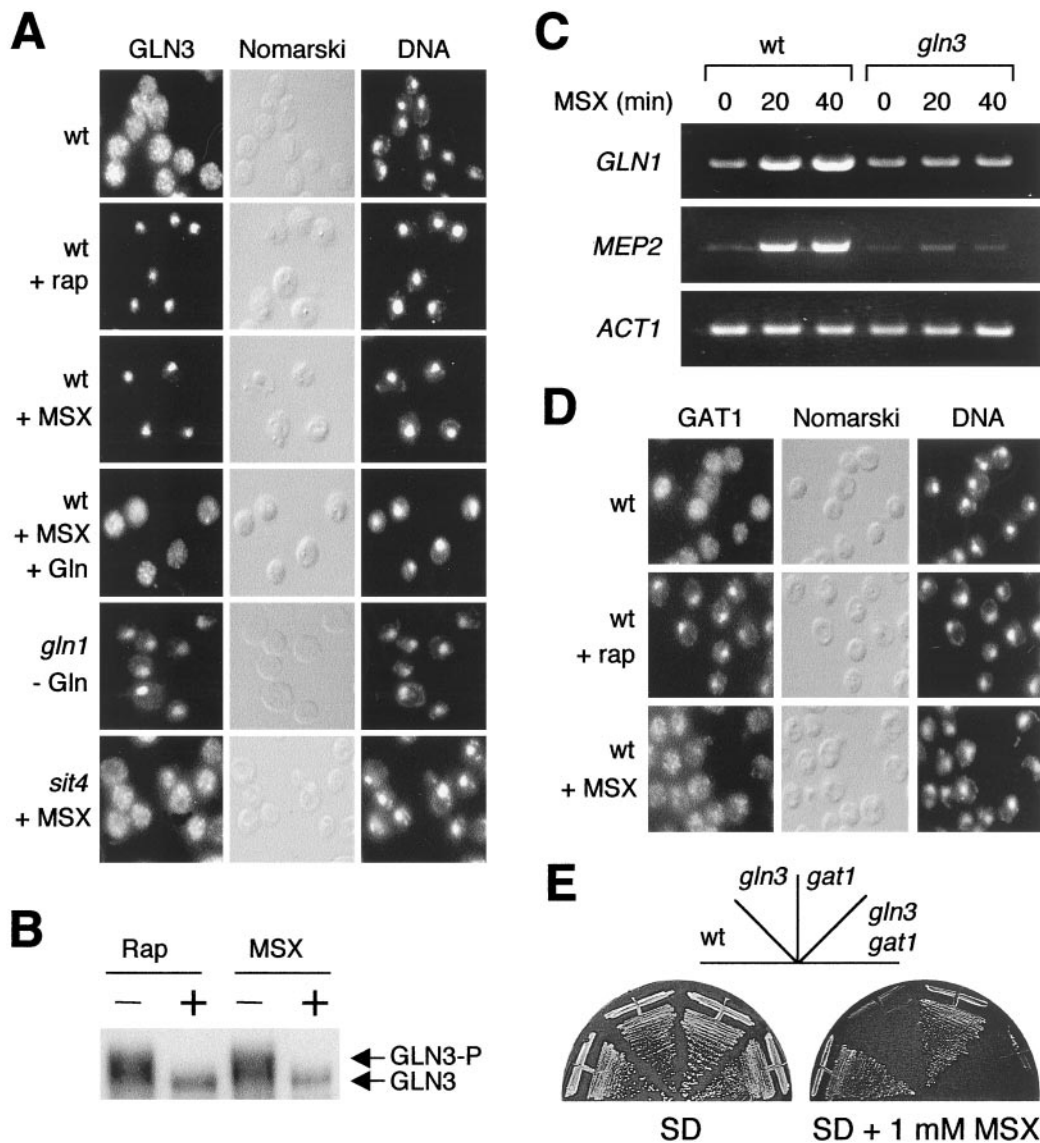 A
GLN3 Nomarski DNA
wt
wt
+ rap
wt
+ MSX
wt
+ MSX
+ Gln
gln1
- Gln
sit4
+ MSX
B
Rap MSX
– + – +
GLN3-P
GLN3
C
wt gln3
MSX (min) 0 20 40 0 20 40
GLN1
MEP2
ACT1
D
GAT1 Nomarski DNA
wt
wt
+ rap
wt
+ MSX
E
wt gln3 gat1 gln3
gat1
SD SD + 1 mM MSX